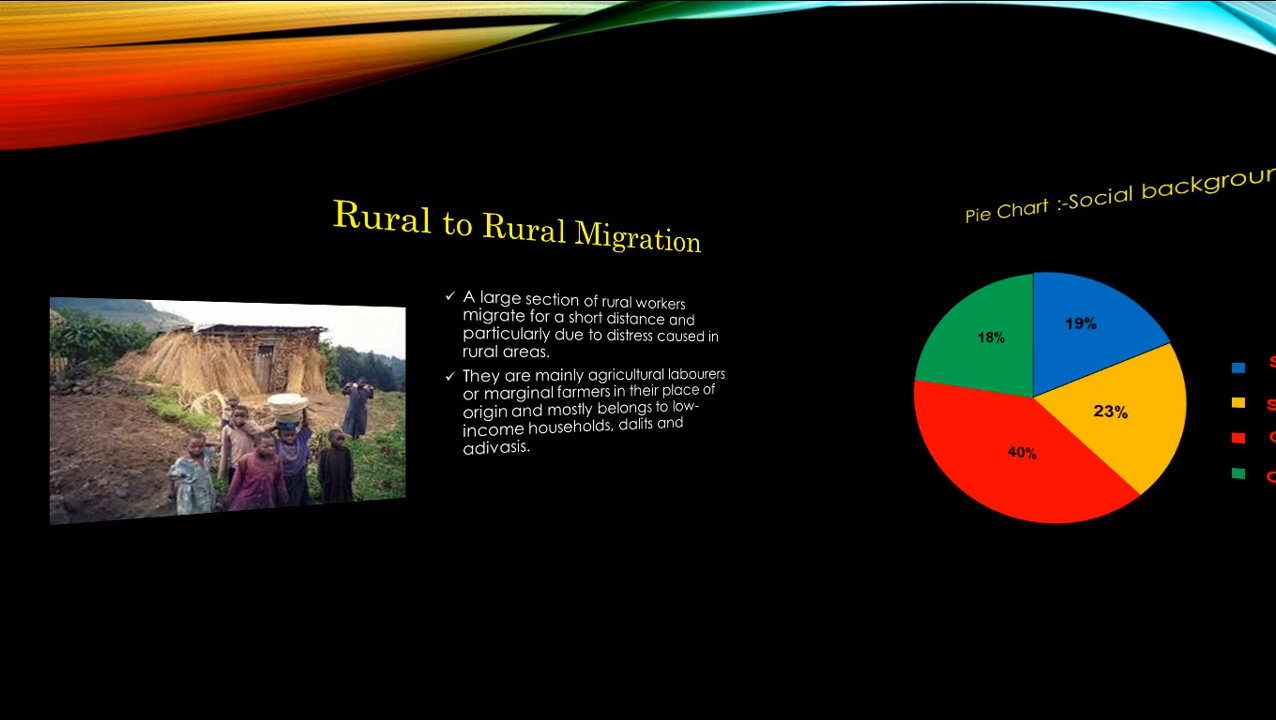 Rural to Rural Migration
A large section of rural workers
migrate for a short distance and
particularly due to distress caused in
rural areas.
They are mainly agricultural labourers
or marginal farmers in their place of
origin and mostly belongs to low-
income households, dalits and
adivasis.
Pie Chart :-Social
19%
18%
23%
40%